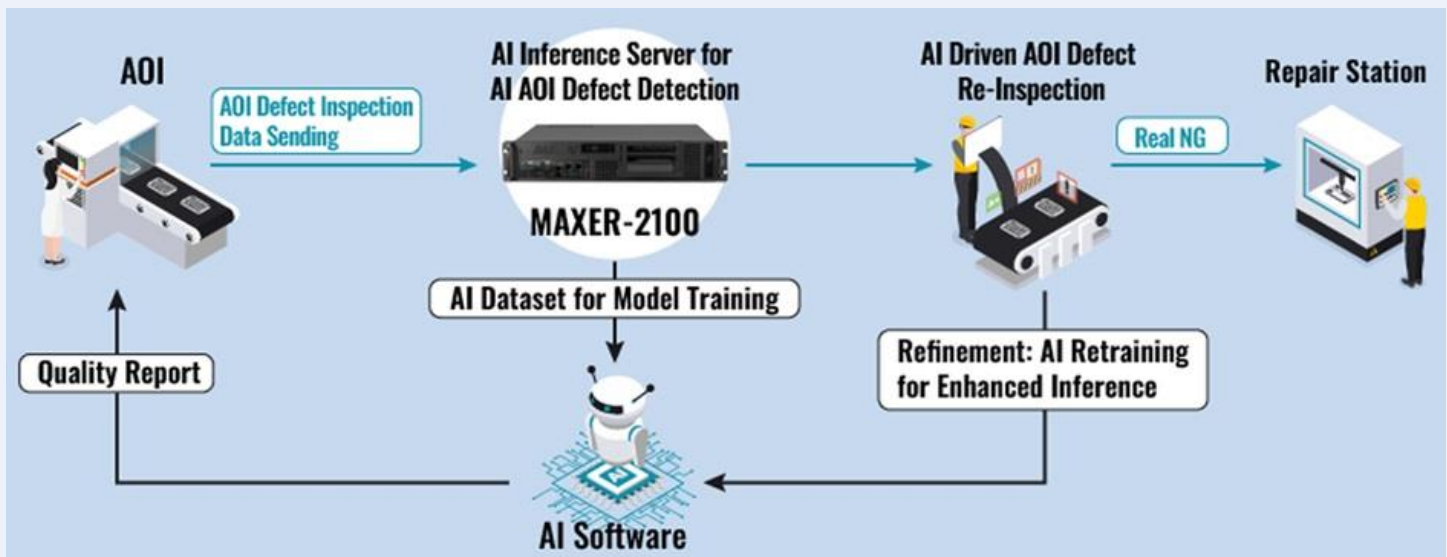 AOI
AOI Defect Inspection
Data Sending
AI Inference Server for
AI AOI Defect Detection
MAXER-2100
AI Driven AOI Defect
Re-Inspection
Real NG
Repair Station
AI Dataset for Model Training
Quality Report
Refinement: AI Retraining
for Enhanced Inference
AI Software